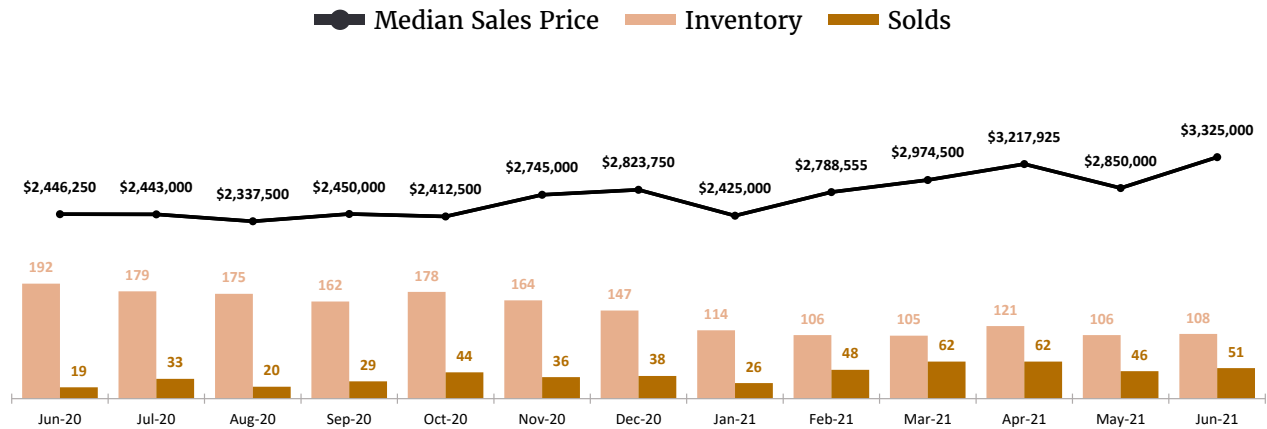 Median Sales Price Inventory Solds
$2,446,250 $2,443,000 $2,337,500 $2,450,000 $2,412,500 $2,745,000 $2,823,750 $2,425,000 $2,788,555 $2,974,500 $3,217,925 $2,850,000 $3,325,000
192 179 175 162 178 164 147 114 106 105 121 106 108
19 33 20 29 44 36 38 26 48 62 62 46 51
Jun-20 Jul-20 Aug-20 Sep-20 Oct-20 Nov-20 Dec-20 Jan-21 Feb-21 Mar-21 Apr-21 May-21 Jun-21